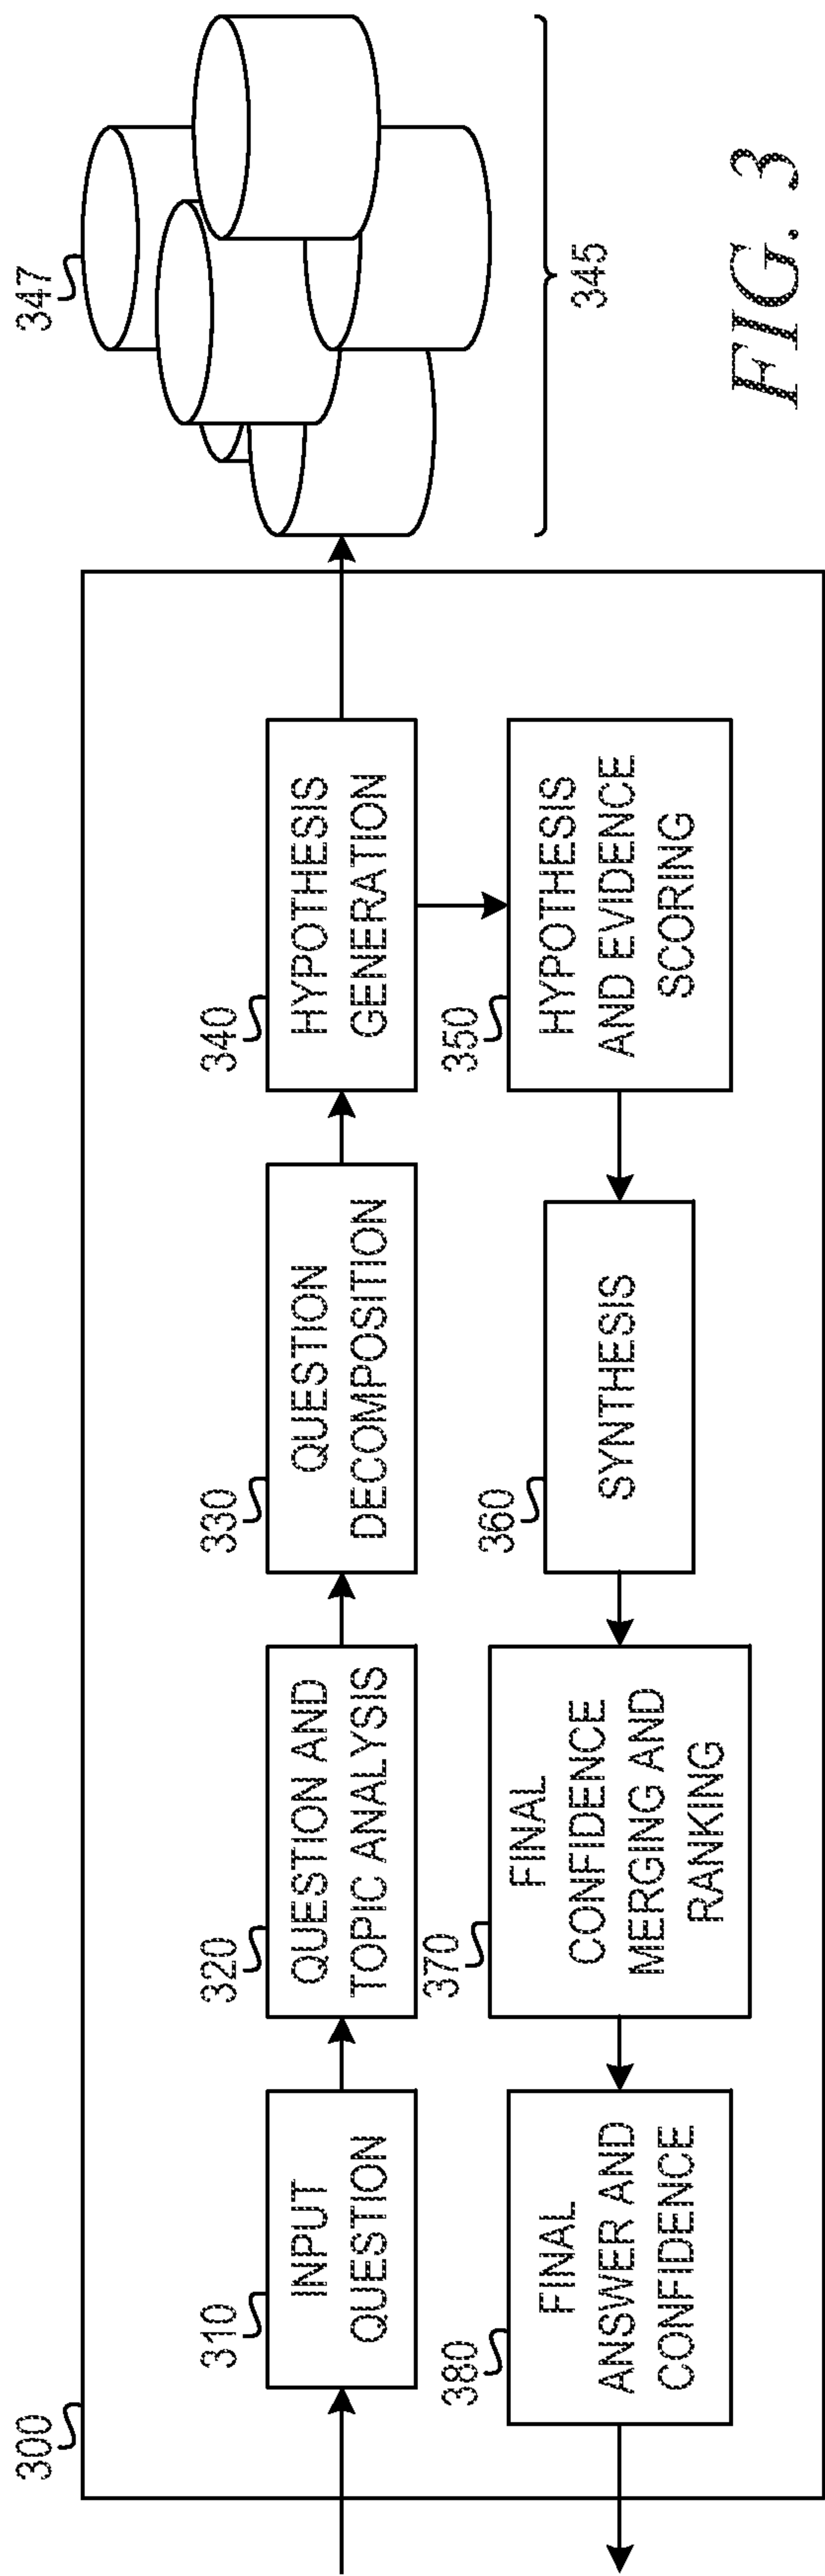 300
310
INPUT
QUESTION
320
QUESTION AND
TOPIC ANALYSIS
330
QUESTION
DECOMPOSITION
340
HYPOTHESIS
GENERATION
347
345
350
HYPOTHESIS
AND EVIDENCE
SCORING
360
SYNTHESIS
370
FINAL
CONFIDENCE
MERGING AND
RANKING
380
FINAL
ANSWER AND
CONFIDENCE
FIG. 3